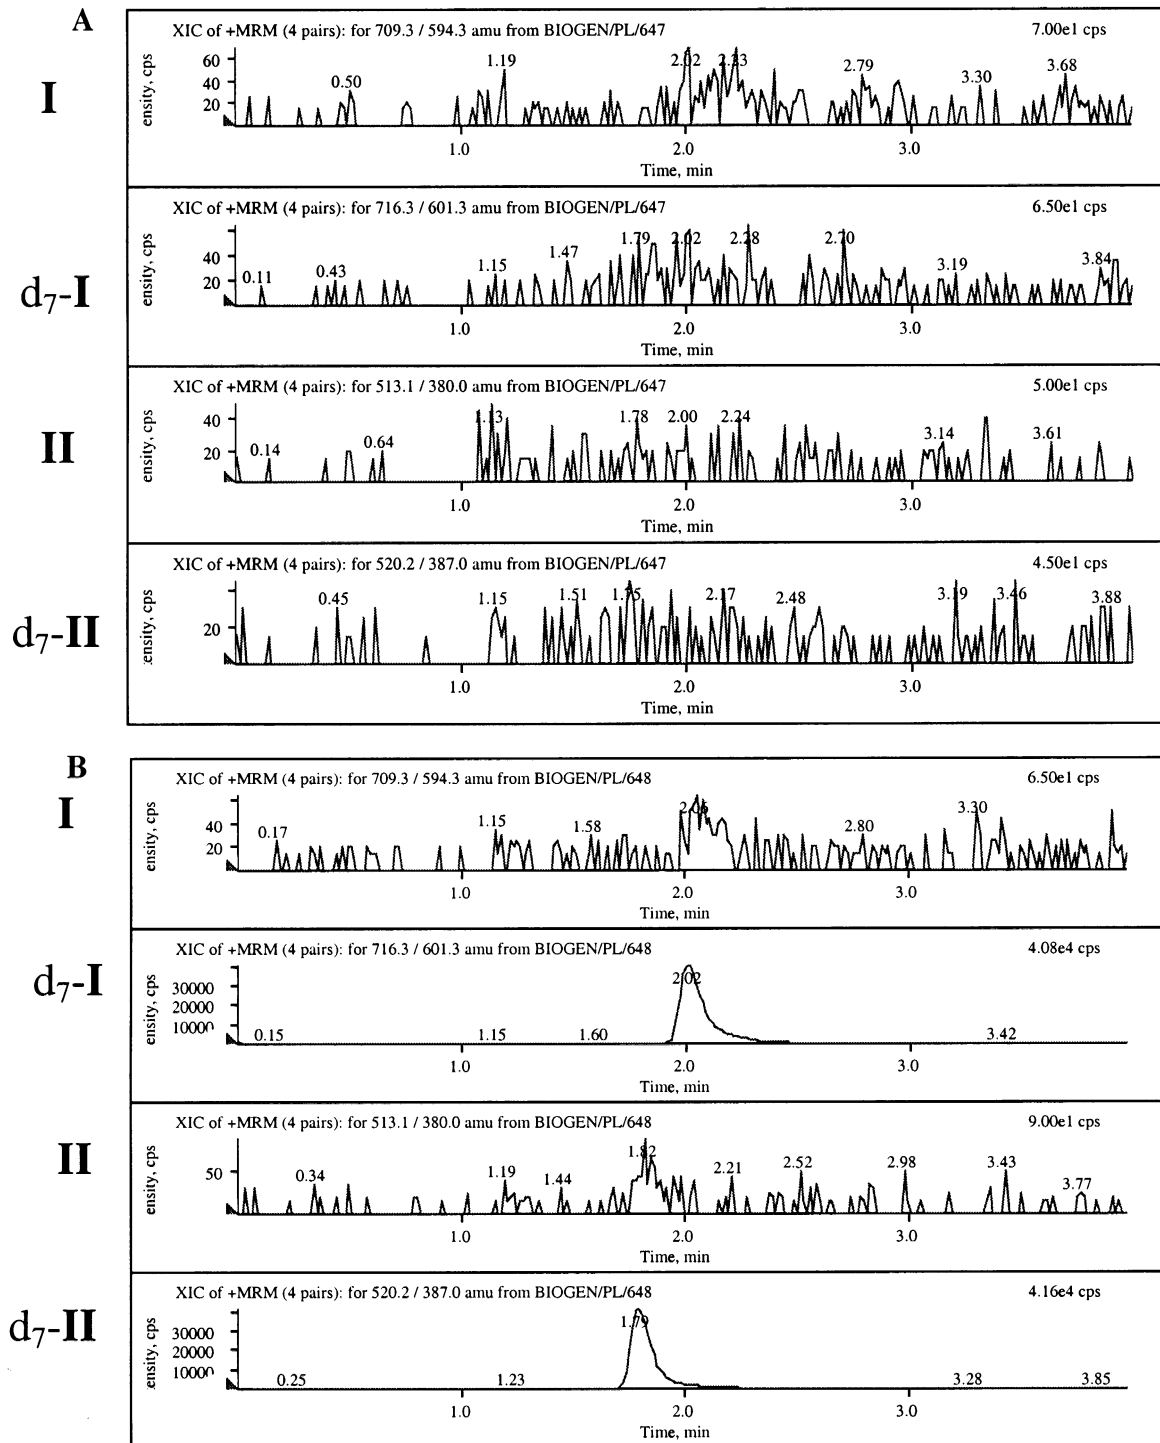 A
I
XIC of +MRM (4 pairs): for 709.3 / 594.3 amu from BIOGEN/PL/647 7.00e1 cps
ensity, cps
60
40
20
0.50 1.19 2.02 2.23 2.79 3.30 3.68
1.0 2.0 3.0
Time, min
d7-I
XIC of +MRM (4 pairs): for 716.3 / 601.3 amu from BIOGEN/PL/647 6.50e1 cps
ensity, cps
40
20
0.11 0.43 1.15 1.47 1.79 2.02 2.28 2.70 3.19 3.84
1.0 2.0 3.0
Time, min
II
XIC of +MRM (4 pairs): for 513.1 / 380.0 amu from BIOGEN/PL/647 5.00e1 cps
ensity, cps
40
20
0.14 0.64 1.13 1.78 2.00 2.24 3.14 3.61
1.0 2.0 3.0
Time, min
d7-II
XIC of +MRM (4 pairs): for 520.2 / 387.0 amu from BIOGEN/PL/647 4.50e1 cps
ensity, cps
20
0.45 1.15 1.51 1.75 2.17 2.48 3.19 3.46 3.88
1.0 2.0 3.0
Time, min
B
I
XIC of +MRM (4 pairs): for 709.3 / 594.3 amu from BIOGEN/PL/648 6.50e1 cps
ensity, cps
40
20
0.17 1.15 1.58 2.06 2.80 3.30
1.0 2.0 3.0
Time, min
d7-I
XIC of +MRM (4 pairs): for 716.3 / 601.3 amu from BIOGEN/PL/648 4.08e4 cps
ensity, cps
30000
20000
10000
0.15 1.15 1.60 2.02 3.42
1.0 2.0 3.0
Time, min
II
XIC of +MRM (4 pairs): for 513.1 / 380.0 amu from BIOGEN/PL/648 9.00e1 cps
ensity, cps
50
0.34 1.19 1.44 1.82 2.21 2.52 2.98 3.43 3.77
1.0 2.0 3.0
Time, min
d7-II
XIC of +MRM (4 pairs): for 520.2 / 387.0 amu from BIOGEN/PL/648 4.16e4 cps
ensity, cps
30000
20000
10000
0.25 1.23 1.79 3.28 3.85
1.0 2.0 3.0
Time, min